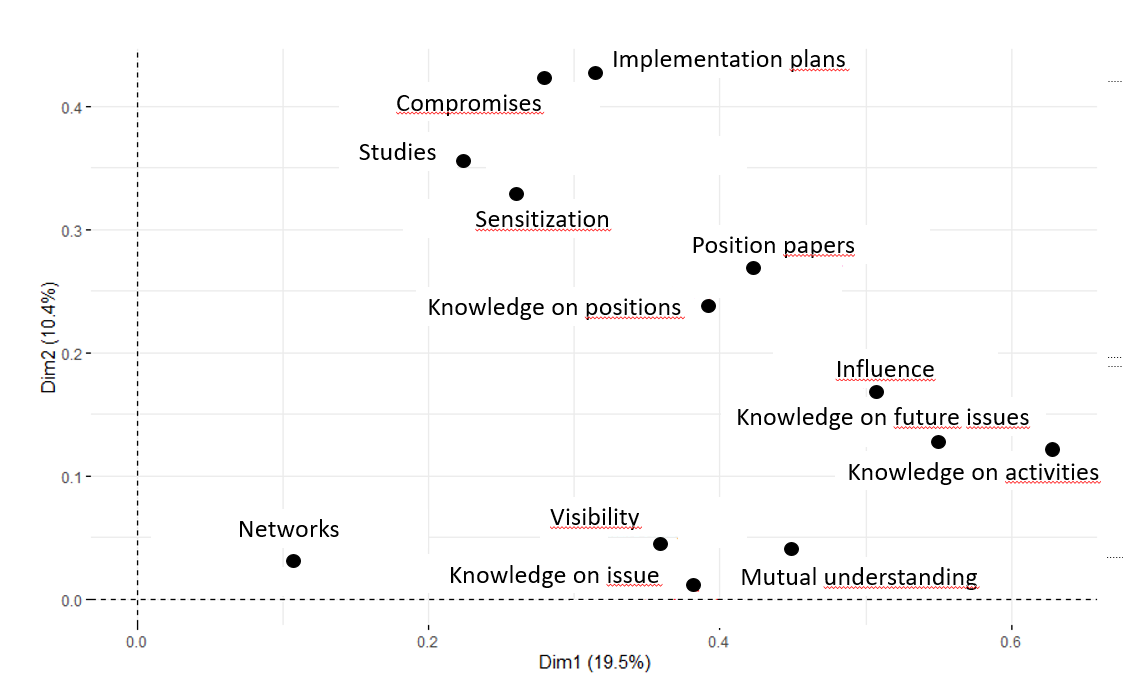 Implementation plans
Compromises
0.4
Studies
Sensitization
0.3
Position papers
Knowledge on positions
0.2
Influence
Knowledge on future issues
Knowledge on activities
0.1
Visibility
Networks
Knowledge on issue
Mutual understanding
0.0
Dim2 (10.4%)
0.0
0.2
0.4
0.6
Dim1 (19.5%)